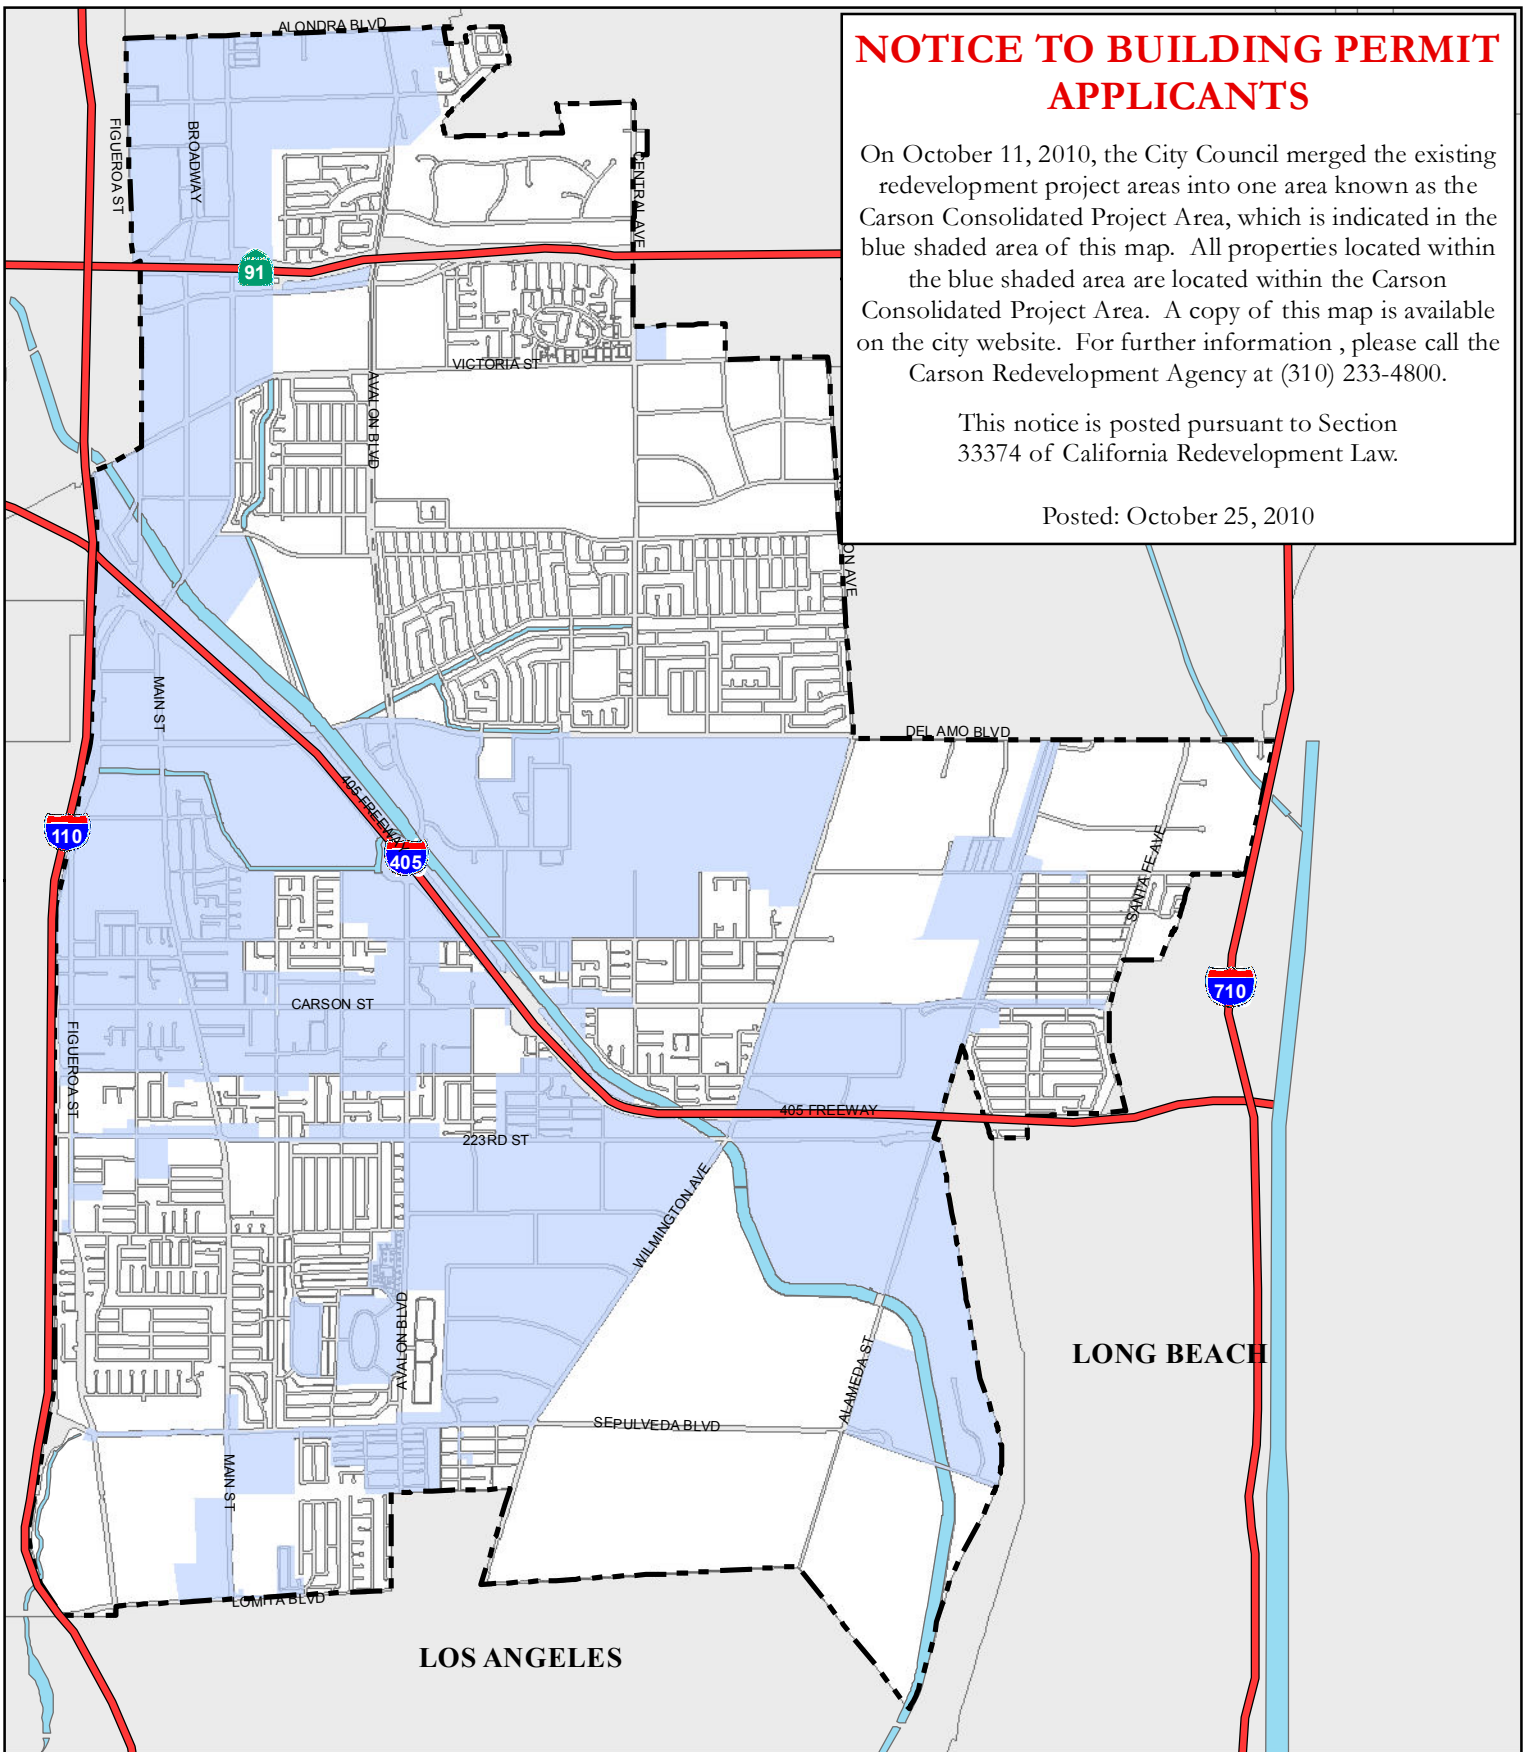 ALONDRA BLVD
NOTICE TO BUILDING PERMIT
APPLICANTS
On October 11, 2010, the City Council merged the existing
redevelopment project areas into one area known as the
Carson Consolidated Project Area, which is indicated in the
blue shaded area of this map. All properties located within
the blue shaded area are located within the Carson
Consolidated Project Area. A copy of this map is available
on the city website. For further information , please call the
Carson Redevelopment Agency at (310) 233-4800.
This notice is posted pursuant to Section
33374 of California Redevelopment Law.
Posted: October 25, 2010
FIGUEROA ST
BROADWAY
CENTRAL AVE
91
VICTORIA ST
AVALON BLVD
ON AVE
MAIN ST
DEL AMO BLVD
405 FREEWAY
110
405
SANTA FE AVE
710
CARSON ST
FIGUEROA ST
405 FREEWAY
223RD ST
WILMINGTON AVE
AVALON BLVD
ALAMEDA ST
LONG BEACH
SEPULVEDA BLVD
MAIN ST
LOMITA BLVD
LOS ANGELES